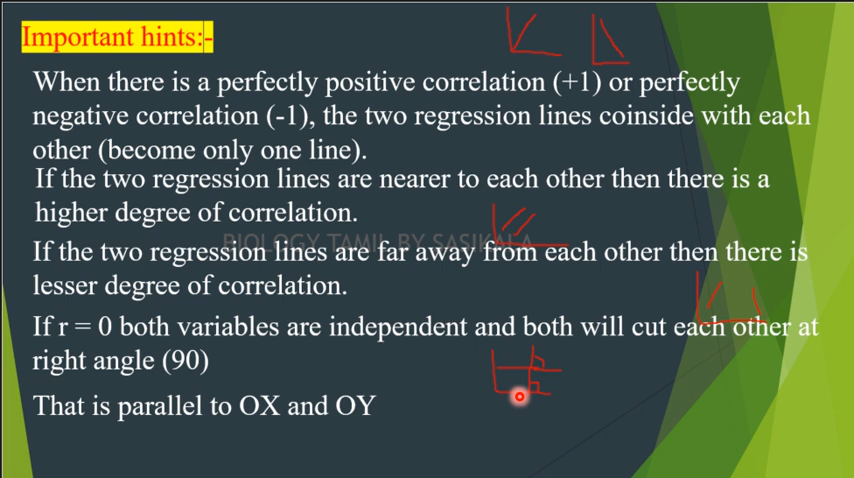 Important hints:-
When there is a perfectly positive correlation (+1) or perfectly
negative correlation (-1), the two regression lines coinside with each
other (become only one line).
If the two regression lines are nearer to each other then there is a
higher degree of correlation.
BIOLOGY TAMIL BY SASIKALA
If the two regression lines are far away from each other then there is
lesser degree of correlation.
If r = 0 both variables are independent and both will cut each other at
right angle (90)
That is parallel to OX and OY